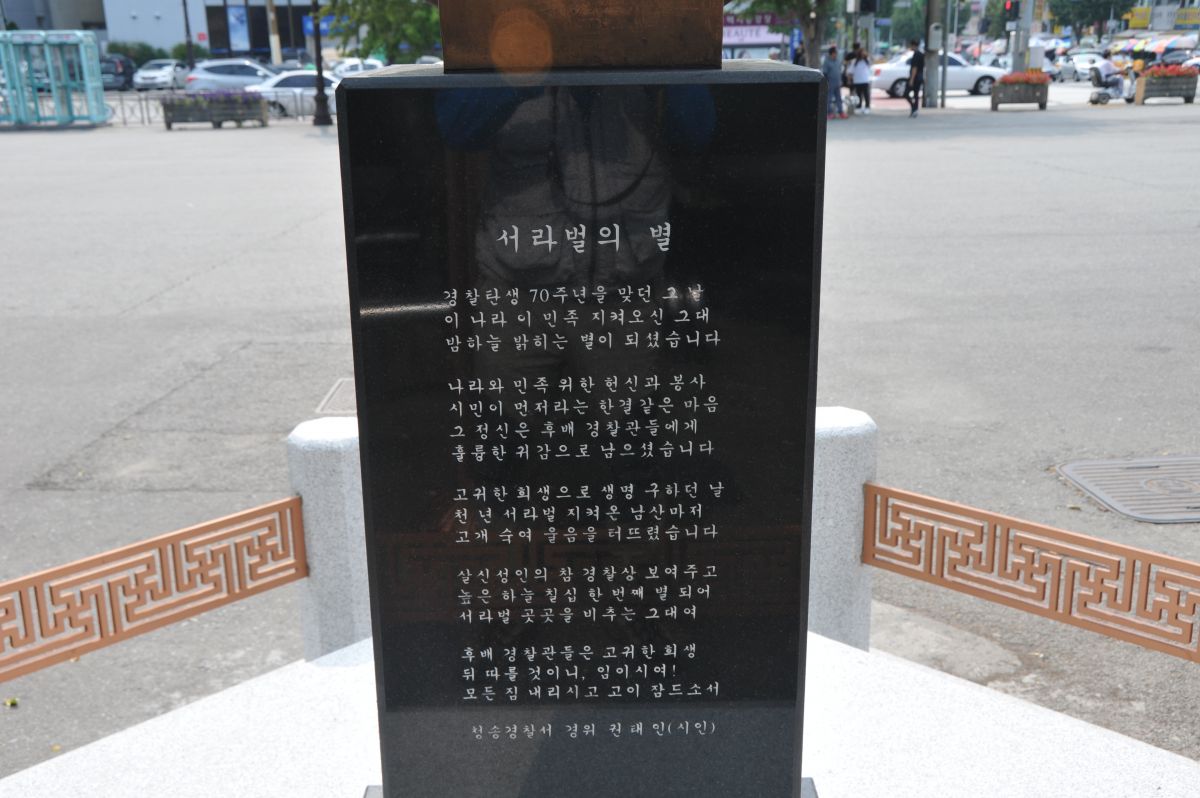 BEAUTÉ
서라벌의 별
경찰탄생 70주년을 맞던 그 날
이 나라 이 민족 지켜오신 그대
밤하늘 밝히는 별이 되셨습니다
나라와 민족 위한 헌신과 봉사
시민이 먼저라는 한결같은 마음
그 정신은 후배 경찰관들에게
훌륭한 귀감으로 남으셨습니다
고귀한 희생으로 생명 구하던 날
천년 서라벌 지켜온 남산마저
고개 숙여 울음을 터뜨렸습니다
살신성인의 참 경찰상 보여주고
높은 하늘 칠십 한 번째 별 되어
서라벌 곳곳을 비추는 그대여
후배 경찰관들은 고귀한 희생
뒤 따를 것이니, 임이시여!
모든 짐 내리시고 고이 잠드소서
청송경찰서 경위 권태인(시인)